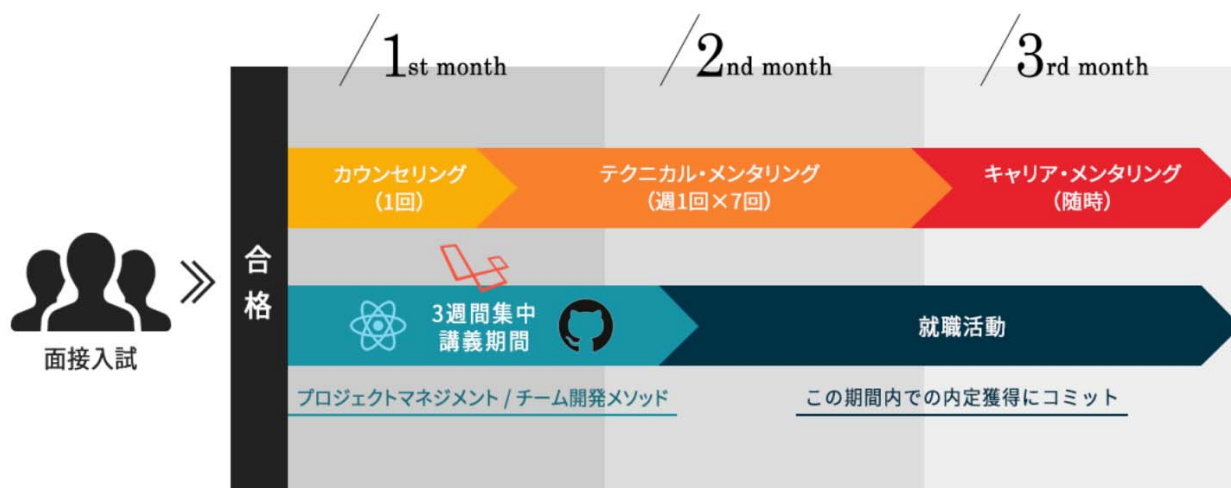 1st month
2nd month
3rd month
カウンセリング
(1回)
テクニカル・メンタリング
(週1回×7回)
キャリア・メンタリング
(随時)
面接入試
合格
3週間集中
講義期間
就職活動
プロジェクトマネジメント / チーム開発メソッド
この期間内での内定獲得にコミット